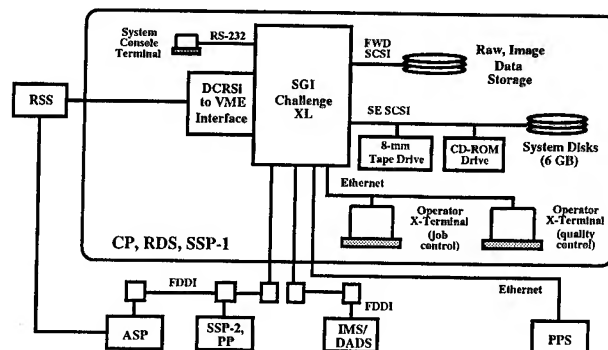 System
Console
Terminal
RS-232
RSS
DCRSi
to VME
Interface
SGI
Challenge
XL
FWD
SCSI
Raw, Image
Data
Storage
SE SCSI
8-mm
Tape Drive
CD-ROM
Drive
System Disks
(6 GB)
Ethernet
Operator
X-Terminal
(job
control)
Operator
X-Terminal
(quality
control)
CP, RDS, SSP-1
FDDI
FDDI
Ethernet
ASP
SSP-2,
PP
IMS/
DADS
PPS